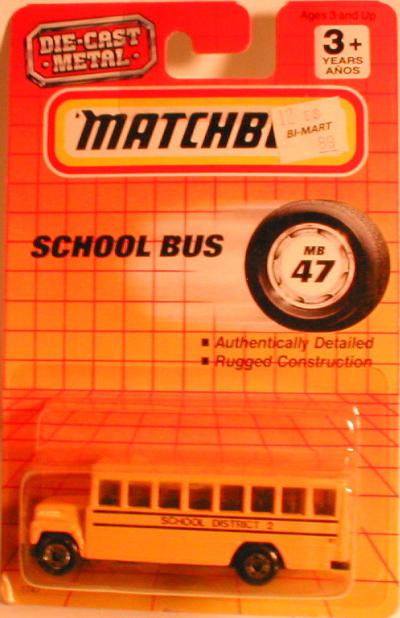 Ages 3 and Up
DIE-CAST
METAL
3+
YEARS
AÑOS
'MATCHB
BI-MART
SCHOOL BUS
MB
47
Authentically Detailed
Rugged Construction
SCHOOL DISTRICT 2